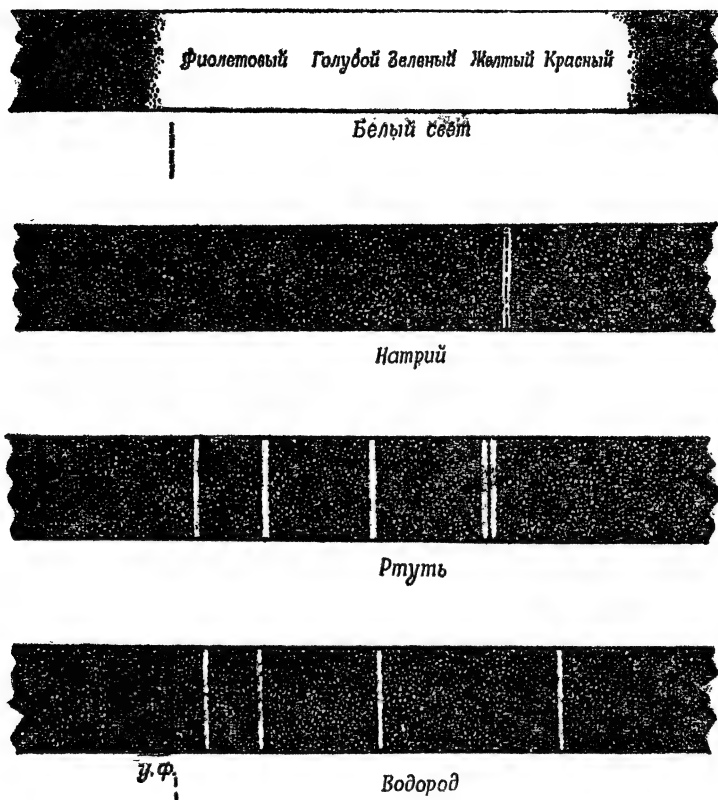 Фиолетовый Голубой Зеленый Желтый Красный
Белый свет
Натрий
Ртуть
У.Ф.
Водород